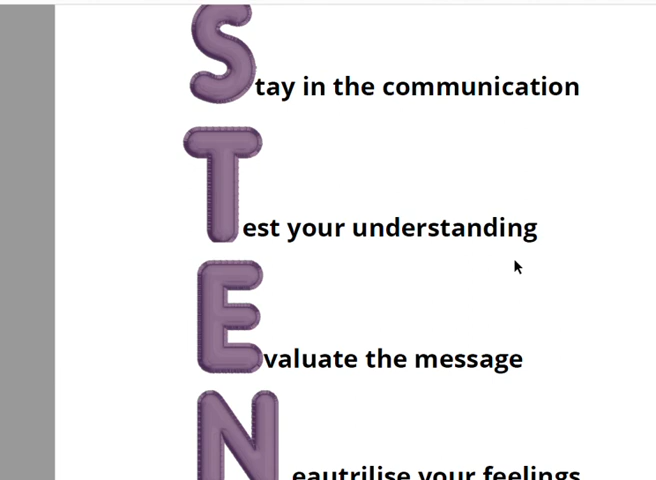 Stay in the communication
Test your understanding
Evaluate the message
Neautrilise your feelings